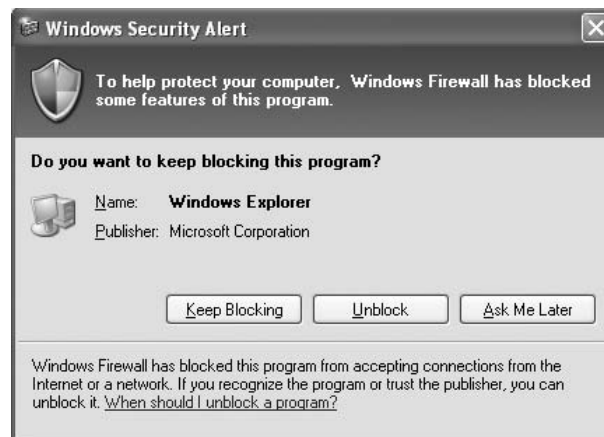 Windows Security Alert
To help protect your computer, Windows Firewall has blocked
some features of this program.
Do you want to keep blocking this program?
Name: Windows Explorer
Publisher: Microsoft Corporation
Keep Blocking Unblock Ask Me Later
Windows Firewall has blocked this program from accepting connections from the
Internet or a network. If you recognize the program or trust the publisher, you can
unblock it. When should I unblock a program?